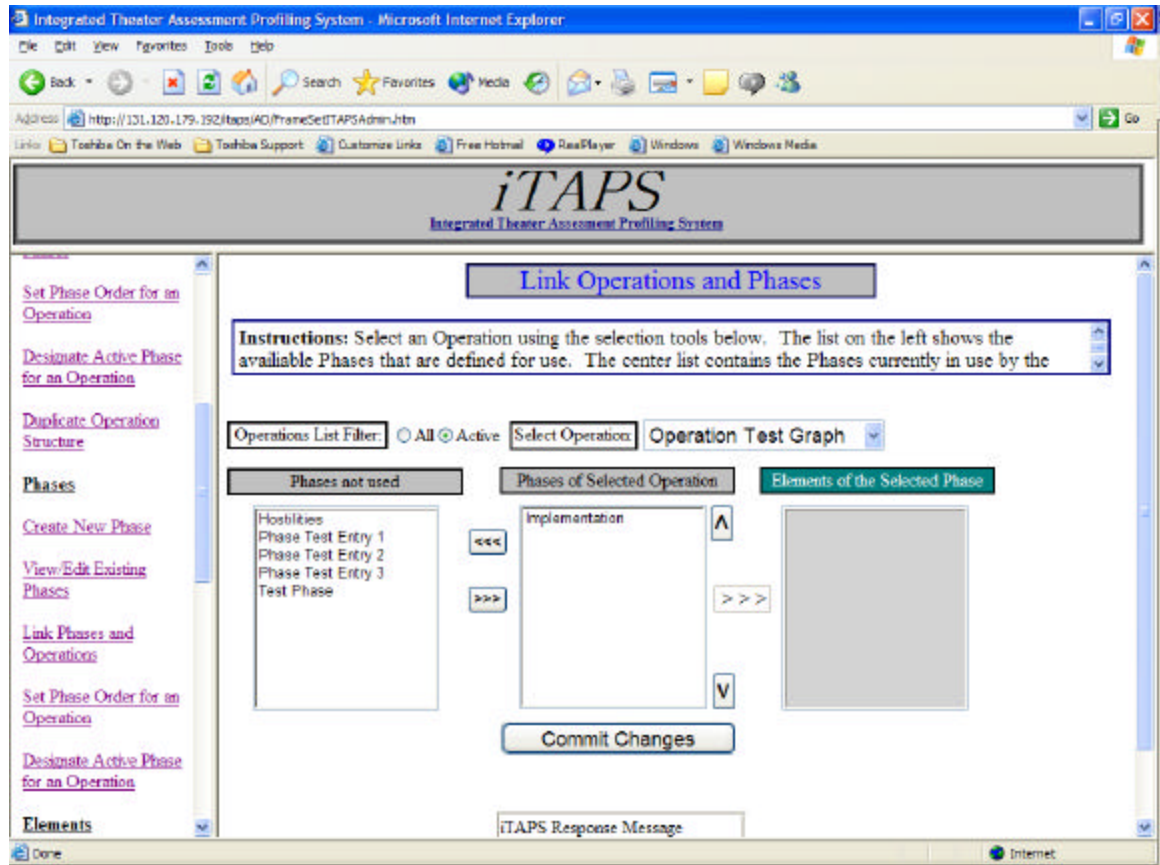 Integrated Theater Assessment Profiling System - Microsoft Internet Explorer
File Edit View Favorites Tools Help
Back Search Favorites Media
Address http://131.120.179.192/itaps/AO/FrameSetITAPSAdmin.htm Go
Links Toshiba On the Web Toshiba Support Customize Links Free Hotmail RealPlayer Windows Windows Media
iTAPS
Integrated Theater Assessment Profiling System
Link Operations and Phases
Instructions: Select an Operation using the selection tools below. The list on the left shows the
availiable Phases that are defined for use. The center list contains the Phases currently in use by the
Operations List Filter: All Active Select Operation: Operation Test Graph
Phases not used Phases of Selected Operation Elements of the Selected Phase
Hostilities
Phase Test Entry 1
Phase Test Entry 2
Phase Test Entry 3
Test Phase
<<<
>>>
Implementation
Λ
V
> > >
Commit Changes
iTAPS Response Message
Set Phase Order for an
Operation
Designate Active Phase
for an Operation
Duplicate Operation
Structure
Phases
Create New Phase
View/Edit Existing
Phases
Link Phases and
Operations
Set Phase Order for an
Operation
Designate Active Phase
for an Operation
Elements
Done Internet